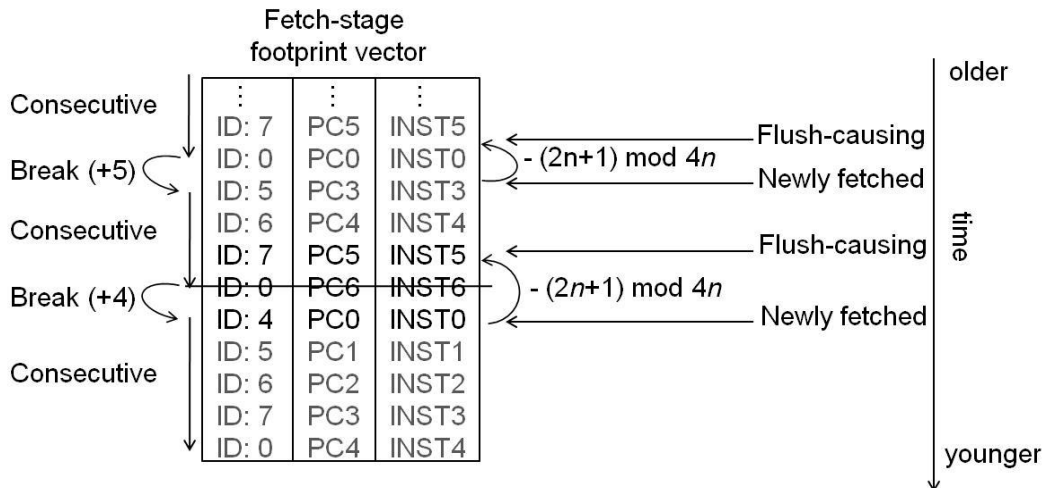 Fetch-stage
footprint vector
older
Consecutive
⋮ ⋮ ⋮
ID: 7 PC5 INST5
Flush-causing
Break (+5)
ID: 0 PC0 INST0
- (2n+1) mod 4n
ID: 5 PC3 INST3
Newly fetched
Consecutive
ID: 6 PC4 INST4
time
ID: 7 PC5 INST5
Flush-causing
Break (+4)
ID: 0 PC6 INST6
- (2n+1) mod 4n
ID: 4 PC0 INST0
Newly fetched
ID: 5 PC1 INST1
Consecutive
ID: 6 PC2 INST2
ID: 7 PC3 INST3
ID: 0 PC4 INST4
younger